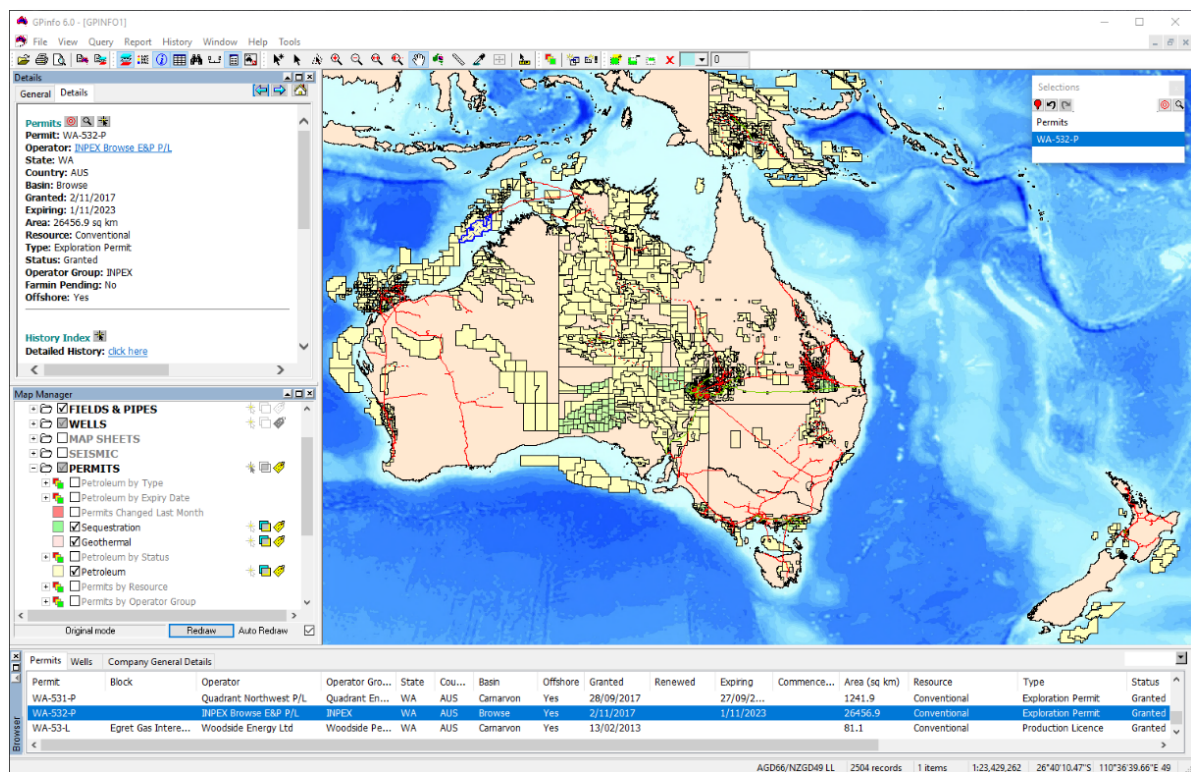 GPinfo 6.0 - [GPINFO1]
File View Query Report History Window Help Tools
0
Details
General Details
Permits
Permit: WA-532-P
Operator: INPEX Browse E&P P/L
State: WA
Country: AUS
Basin: Browse
Granted: 2/11/2017
Expiring: 1/11/2023
Area: 26456.9 sq km
Resource: Conventional
Type: Exploration Permit
Status: Granted
Operator Group: INPEX
Farmin Pending: No
Offshore: Yes
History Index
Detailed History: click here
Selections
Permits
WA-532-P
Map Manager
FIELDS & PIPES
WELLS
MAP SHEETS
SEISMIC
PERMITS
Petroleum by Type
Petroleum by Expiry Date
Permits Changed Last Month
Sequestration
Geothermal
Petroleum by Status
Petroleum
Permits by Resource
Permits by Operator Group
Original mode Redraw Auto Redraw
Browser
Permits Wells Company General Details
Permit Block Operator Operator Gro... State Cou... Basin Offshore Granted Renewed Expiring Commence... Area (sq km) Resource Type Status
WA-531-P Quadrant Northwest P/L Quadrant En... WA AUS Carnarvon Yes 28/09/2017 27/09/2... 1241.9 Conventional Exploration Permit Granted
WA-532-P INPEX Browse E&P P/L INPEX WA AUS Browse Yes 2/11/2017 1/11/2023 26456.9 Conventional Exploration Permit Granted
WA-53-L Egret Gas Intere... Woodside Energy Ltd Woodside Pe... WA AUS Carnarvon Yes 13/02/2013 81.1 Conventional Production Licence Granted
AGD66/NZGD49 LL 2504 records 1 items 1:23,429,262 26°40'10.47"S 110°36'39.66"E 49